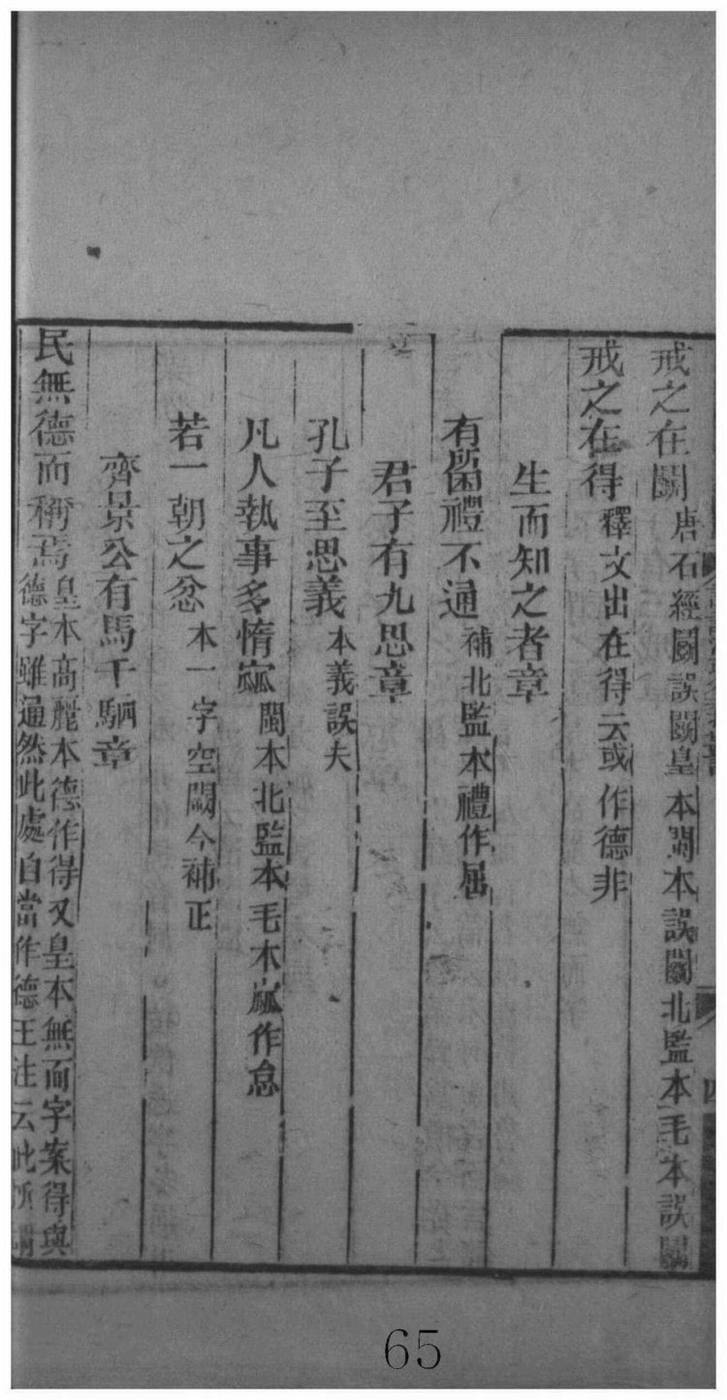 戒之在鬬 唐石經鬬誤鬭皇本閩本誤鬭北監本毛本誤鬭
戒之在得 釋文出在得云或作德非
生而知之者章
有所困禮不通 補北監本禮作屈
君子有九思章
孔子至思義 本義誤夫
凡人執事多惰窳 閩本北監本毛本窳作怠
若一朝之忿 本一字空闕今補正
齊景公有馬千駟章
民無德而稱焉 皇本高麗本德作得又皇本無而字案得與
德字雖通然此處自當作德王注云此所謂
65